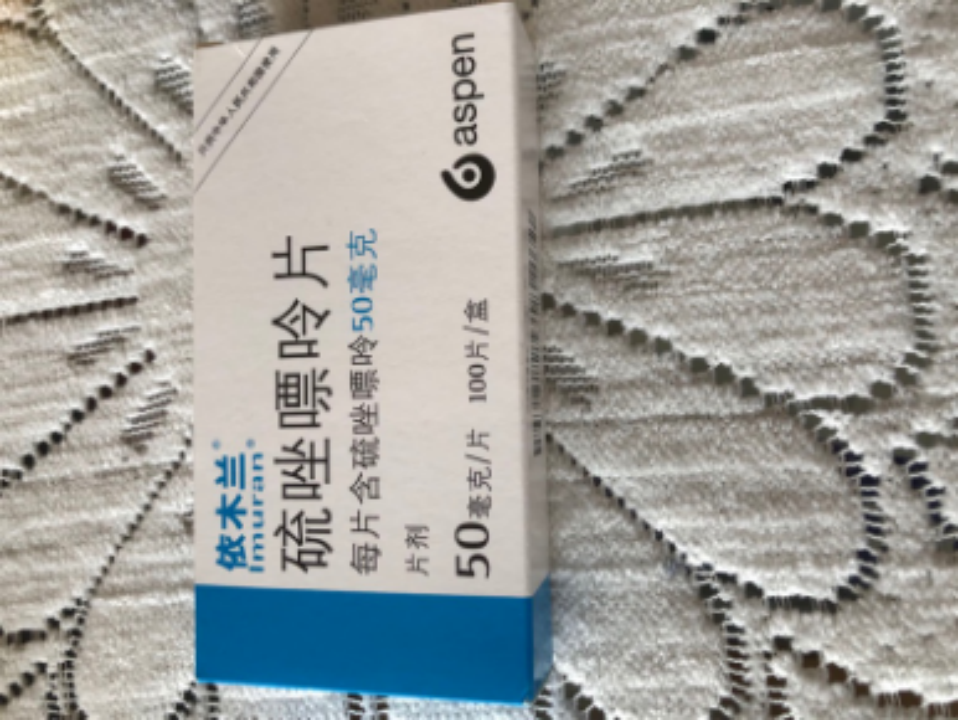 依木兰®
Imuran®
硫唑嘌呤片
每片含硫唑嘌呤50毫克
片剂
50毫克/片 100片/盒
aspen